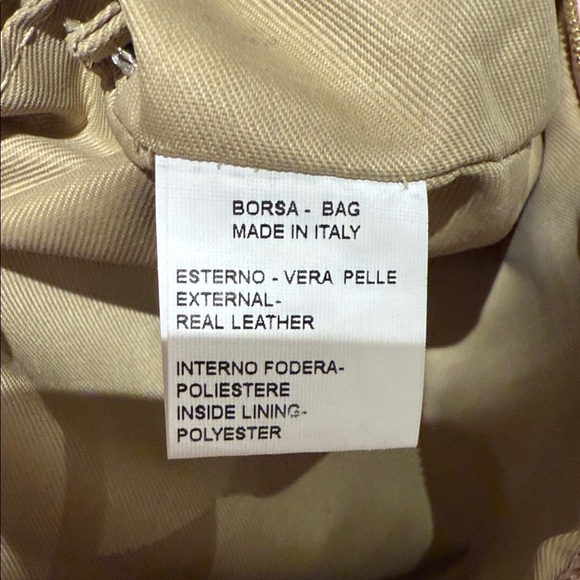 BORSA - BAG
MADE IN ITALY
ESTERNO - VERA PELLE
EXTERNAL-
REAL LEATHER
INTERNO FODERA-
POLIESTERE
INSIDE LINING-
POLYESTER